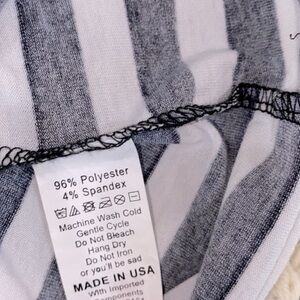 96% Polyester
4% Spandex
Machine Wash Cold
Gentle Cycle
Do Not Bleach
Hang Dry
Do Not Iron
or you'll be sad
MADE IN USA
With Imported
Components